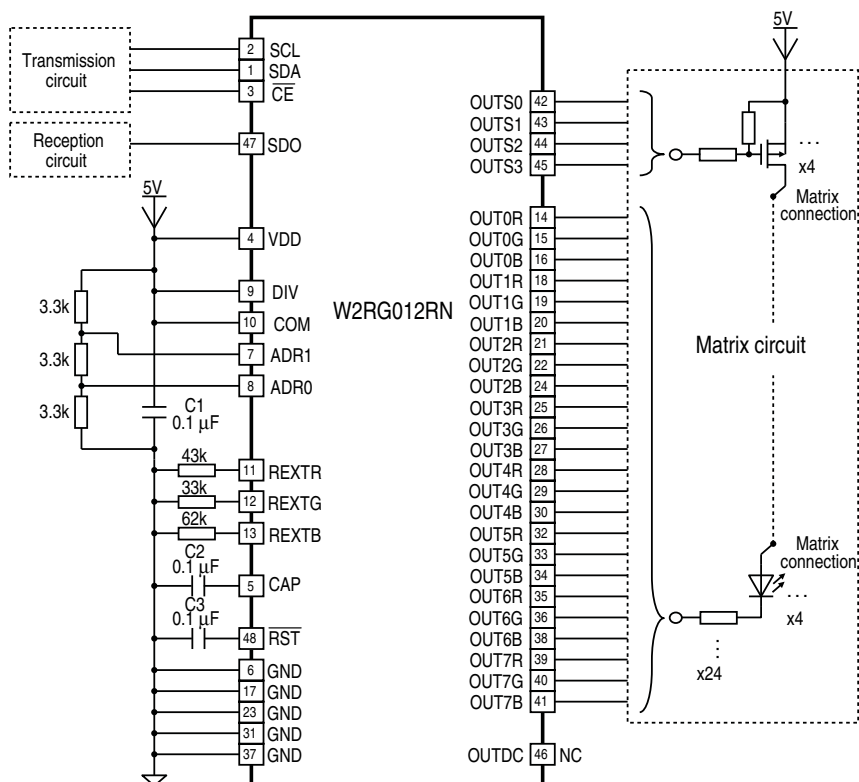 Transmission
circuit
2 SCL
1 SDA
3 CE
Reception
circuit
47 SDO
5V
4 VDD
9 DIV
10 COM
7 ADR1
8 ADR0
3.3k
3.3k
3.3k
C1
0.1 μF
43k
11 REXTR
33k
12 REXTG
62k
13 REXTB
C2
0.1 μF
5 CAP
C3
0.1 μF
48 RST
6 GND
17 GND
23 GND
31 GND
37 GND
W2RG012RN
OUTS0 42
OUTS1 43
OUTS2 44
OUTS3 45
OUT0R 14
OUT0G 15
OUT0B 16
OUT1R 18
OUT1G 19
OUT1B 20
OUT2R 21
OUT2G 22
OUT2B 24
OUT3R 25
OUT3G 26
OUT3B 27
OUT4R 28
OUT4G 29
OUT4B 30
OUT5R 32
OUT5G 33
OUT5B 34
OUT6R 35
OUT6G 36
OUT6B 38
OUT7R 39
OUT7G 40
OUT7B 41
OUTDC 46 NC
5V
x4
Matrix
connection
Matrix circuit
Matrix
connection
x4
x24